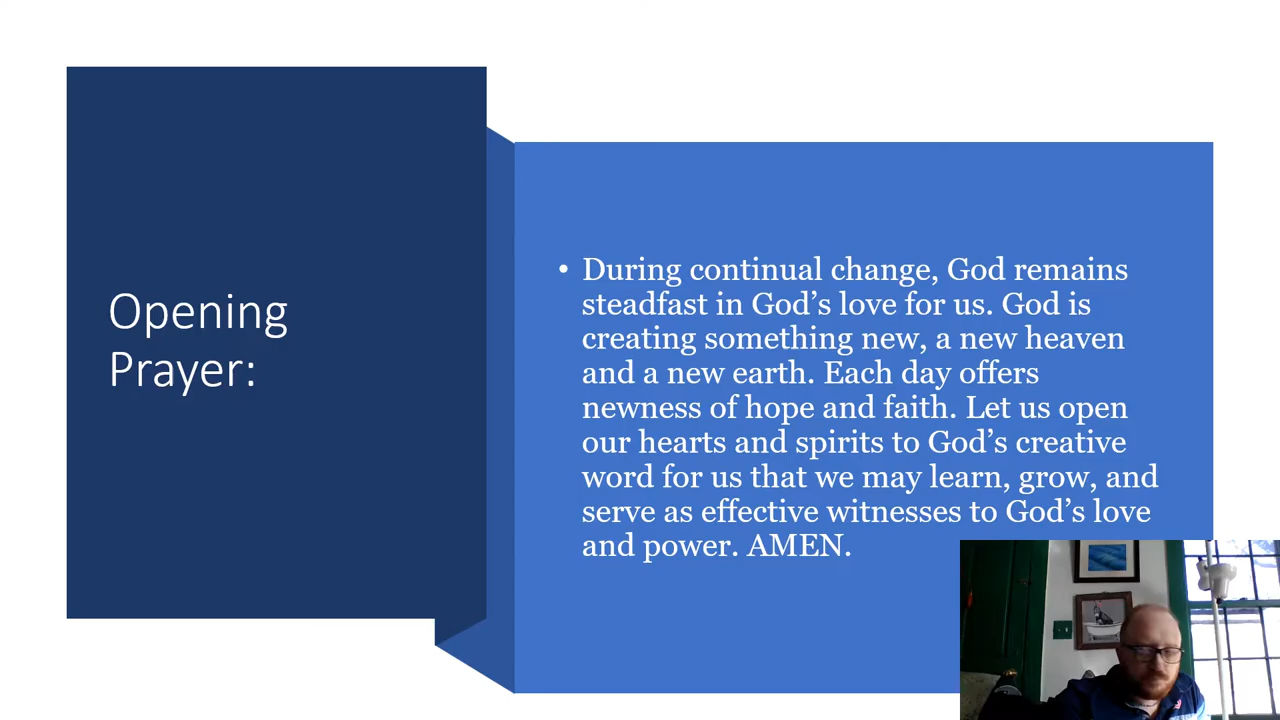 Opening
Prayer:
• During continual change, God remains
steadfast in God’s love for us. God is
creating something new, a new heaven
and a new earth. Each day offers
newness of hope and faith. Let us open
our hearts and spirits to God’s creative
word for us that we may learn, grow, and
serve as effective witnesses to God’s love
and power. AMEN.